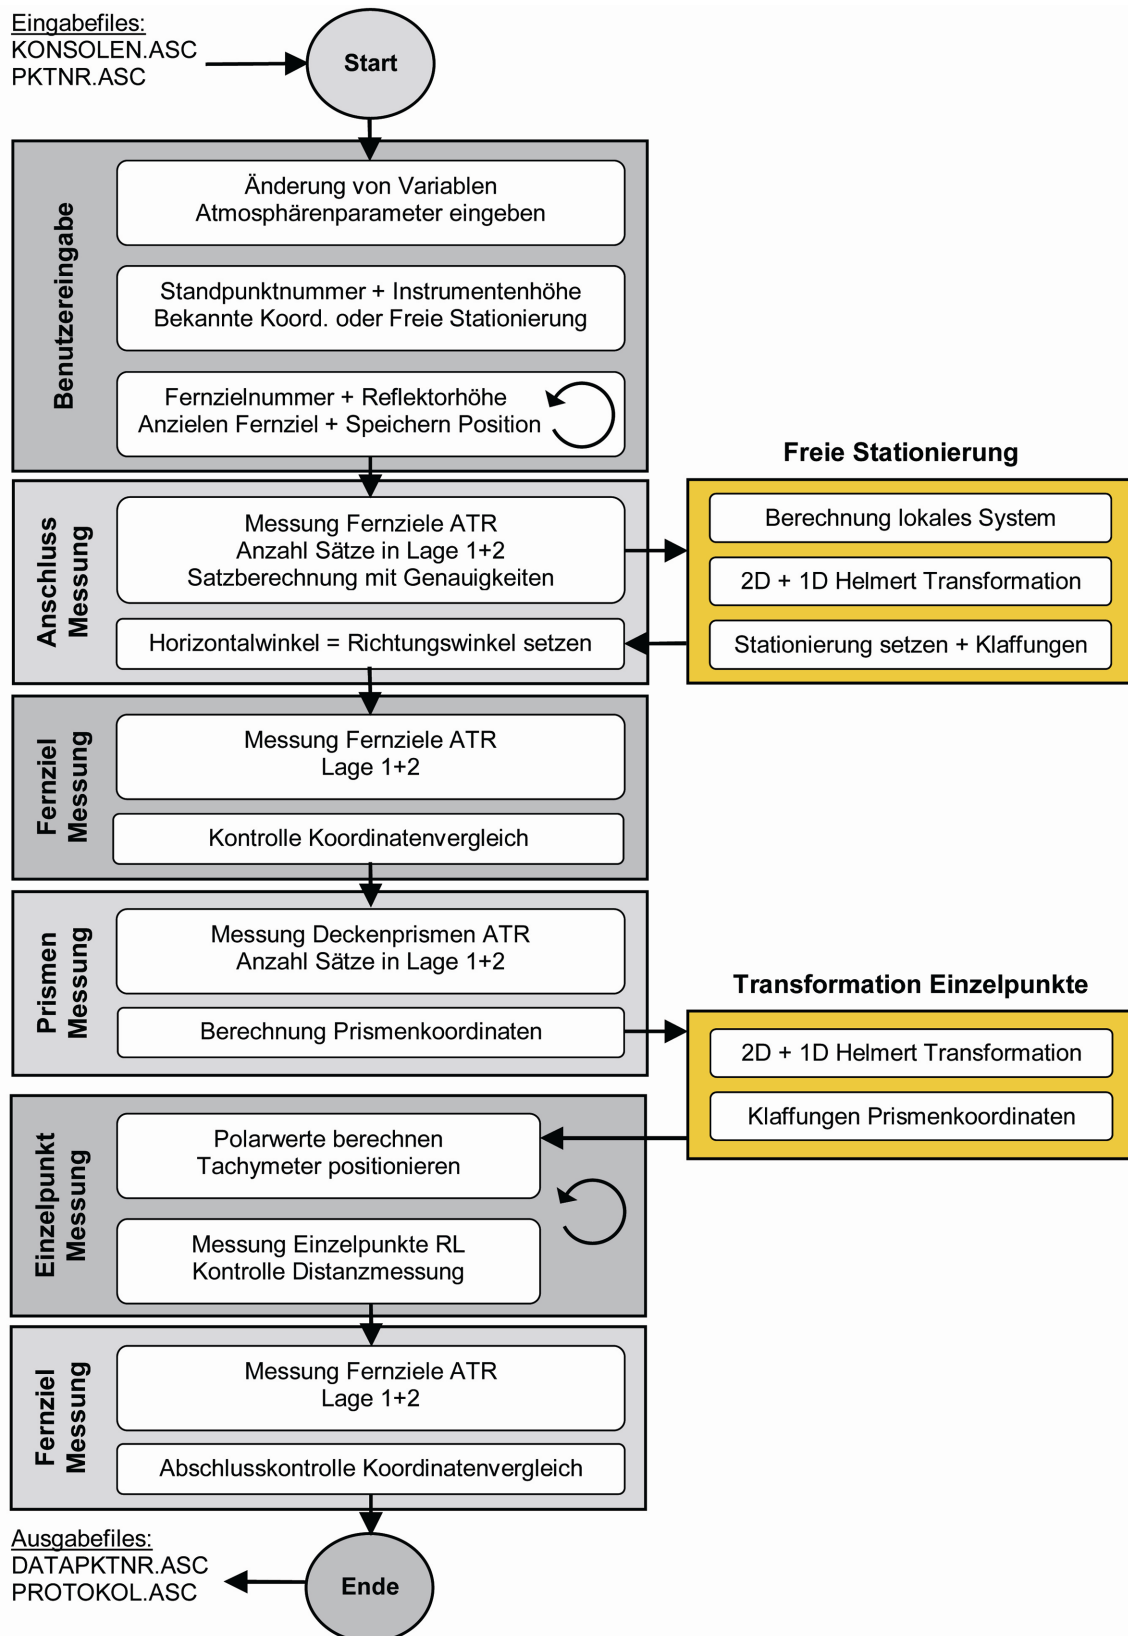 Eingabefiles:
KONSOLEN.ASC
PKTNR.ASC
Start
Benutzereingabe
Änderung von Variablen
Atmosphärenparameter eingeben
Standpunktnummer + Instrumentenhöhe
Bekannte Koord. oder Freie Stationierung
Fernzielnummer + Reflektorhöhe
Anzielen Fernziel + Speichern Position
Anschluss
Messung
Messung Fernziele ATR
Anzahl Sätze in Lage 1+2
Satzberechnung mit Genauigkeiten
Horizontalwinkel = Richtungswinkel setzen
Freie Stationierung
Berechnung lokales System
2D + 1D Helmert Transformation
Stationierung setzen + Klaffungen
Fernziel
Messung
Messung Fernziele ATR
Lage 1+2
Kontrolle Koordinatenvergleich
Prismen
Messung
Messung Deckenprismen ATR
Anzahl Sätze in Lage 1+2
Berechnung Prismenkoordinaten
Transformation Einzelpunkte
2D + 1D Helmert Transformation
Klaffungen Prismenkoordinaten
Einzelpunkt
Messung
Polarwerte berechnen
Tachymeter positionieren
Messung Einzelpunkte RL
Kontrolle Distanzmessung
Fernziel
Messung
Messung Fernziele ATR
Lage 1+2
Abschlusskontrolle Koordinatenvergleich
Ausgabefiles:
DATAPKTNR.ASC
PROTOKOL.ASC
Ende